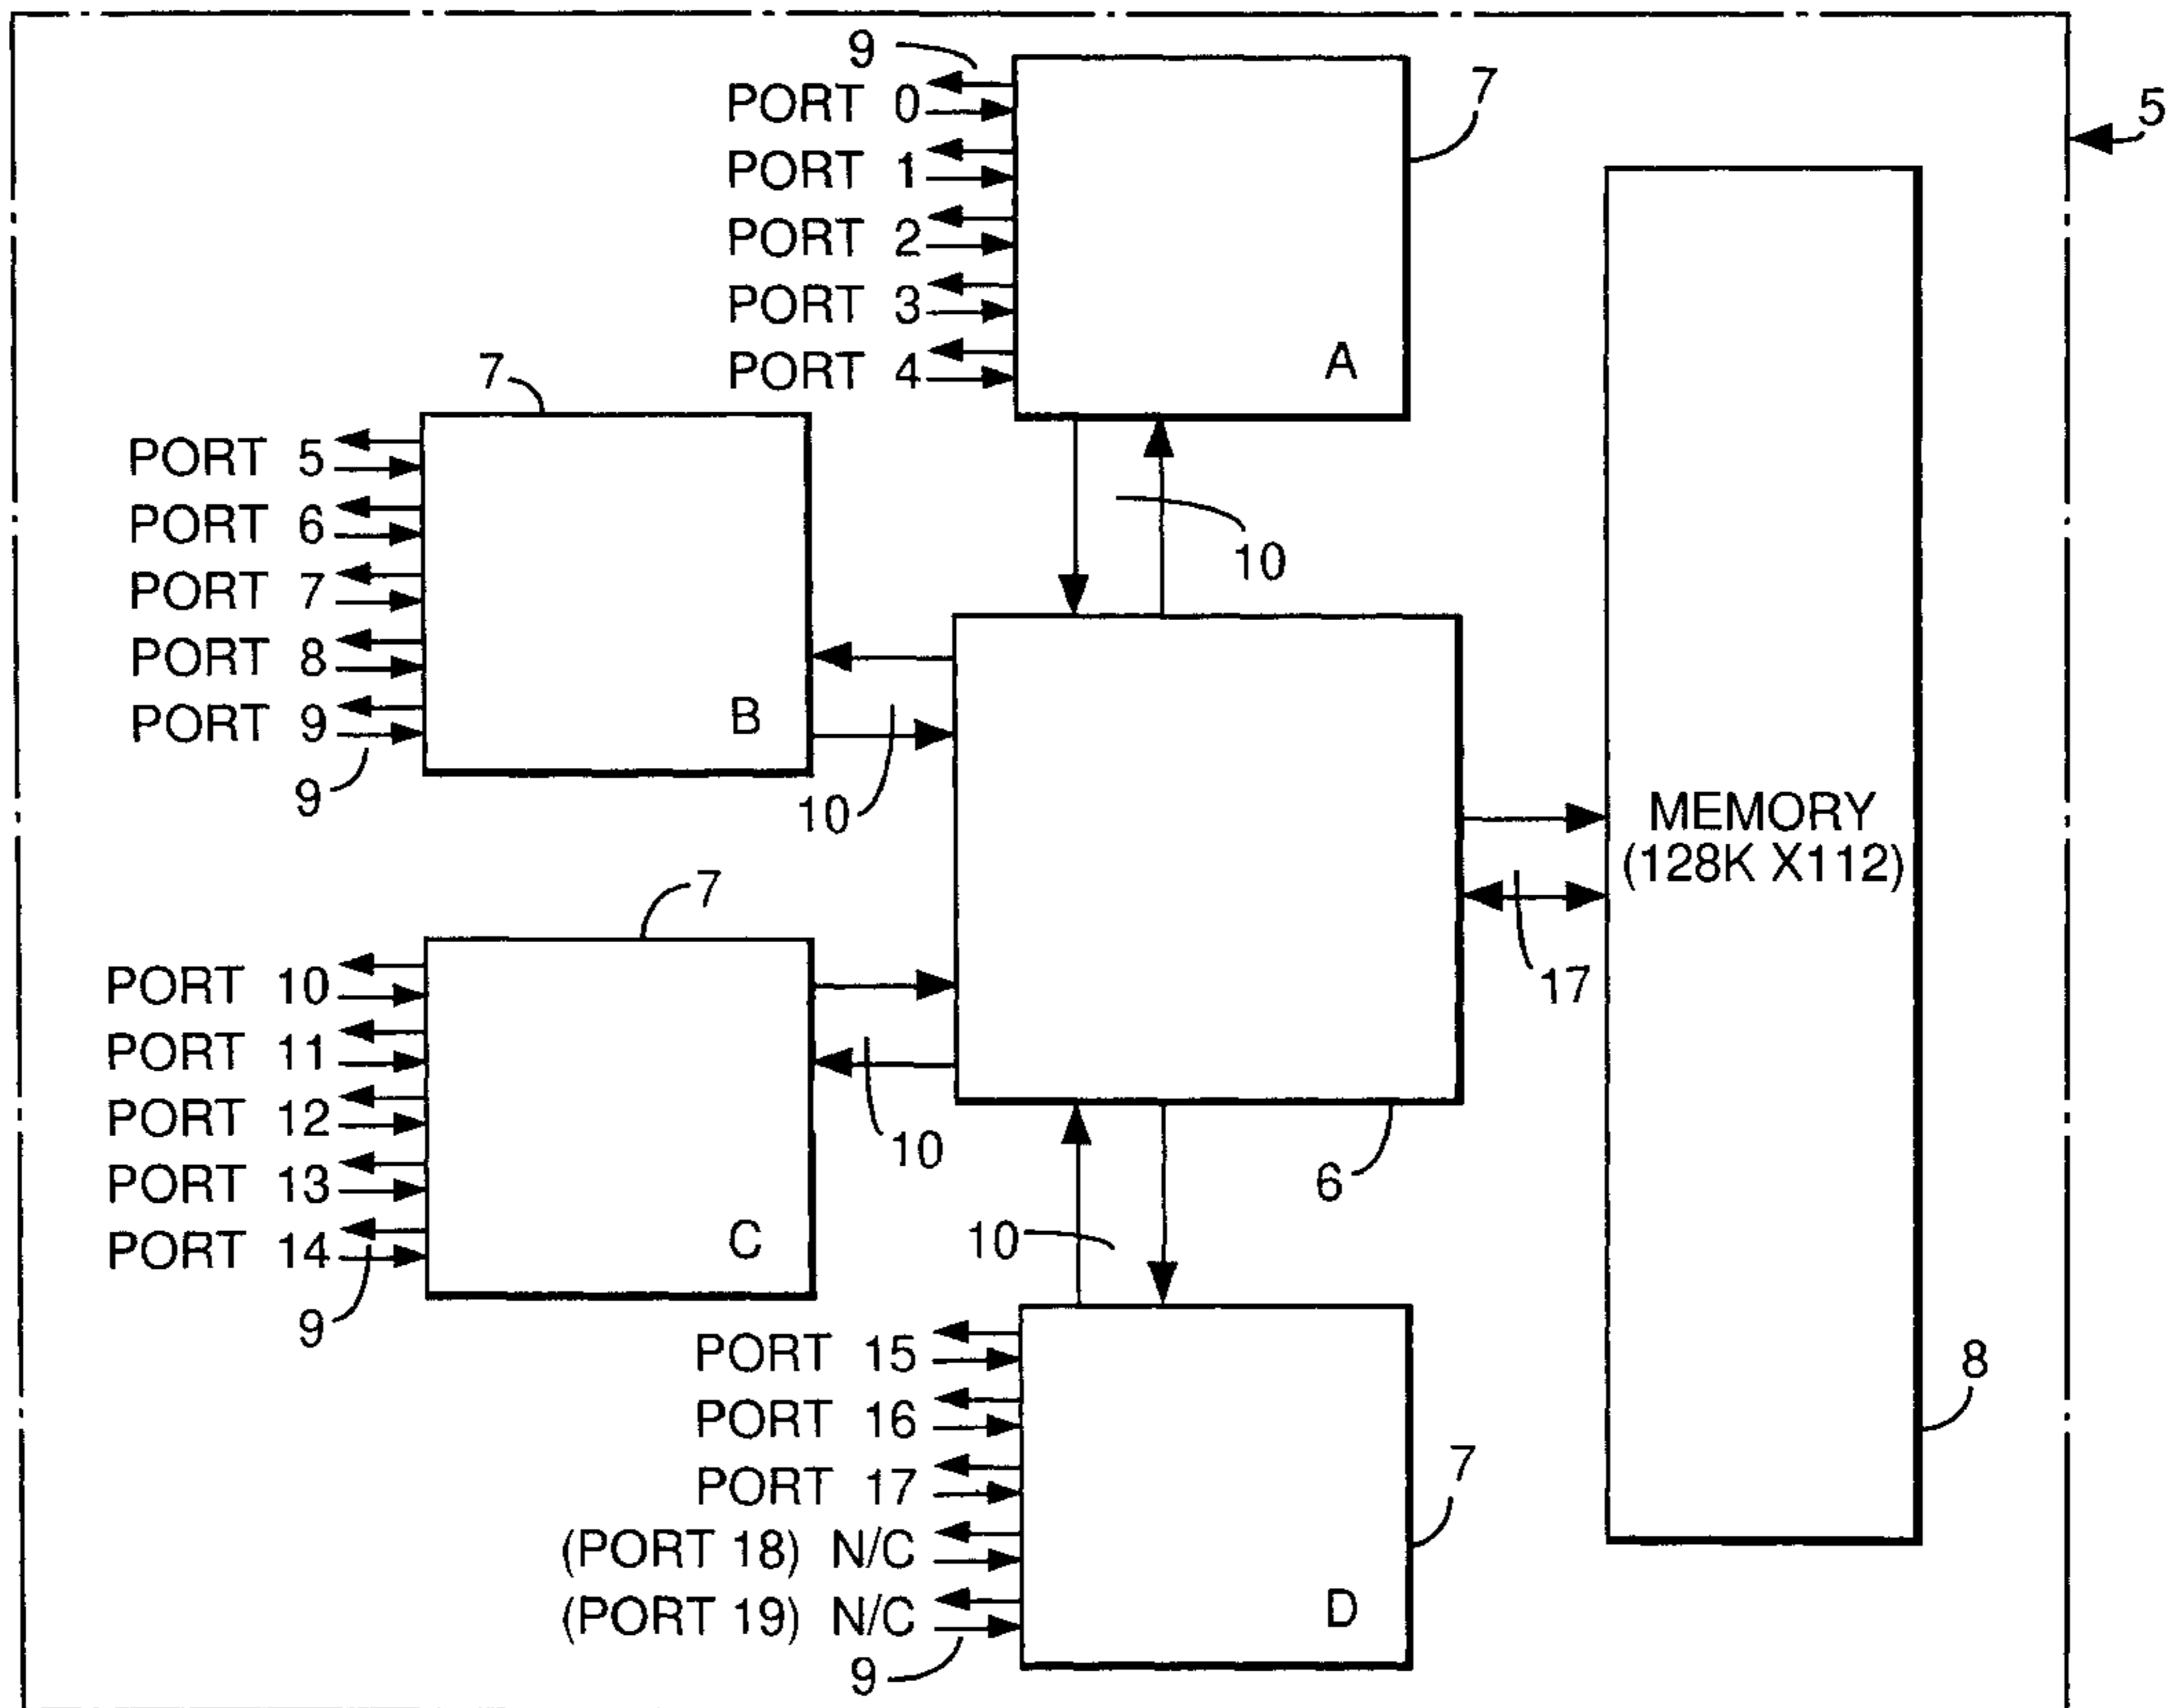 9
PORT 0
7
5
PORT 1
PORT 2
PORT 3
PORT 4
A
7
PORT 5
PORT 6
10
PORT 7
PORT 8
PORT 9
B
9
10
MEMORY
(128K X112)
7
17
PORT 10
PORT 11
PORT 12
10
PORT 13
6
PORT 14
C
10
9
PORT 15
8
PORT 16
PORT 17
7
(PORT 18) N/C
(PORT 19) N/C
D
9